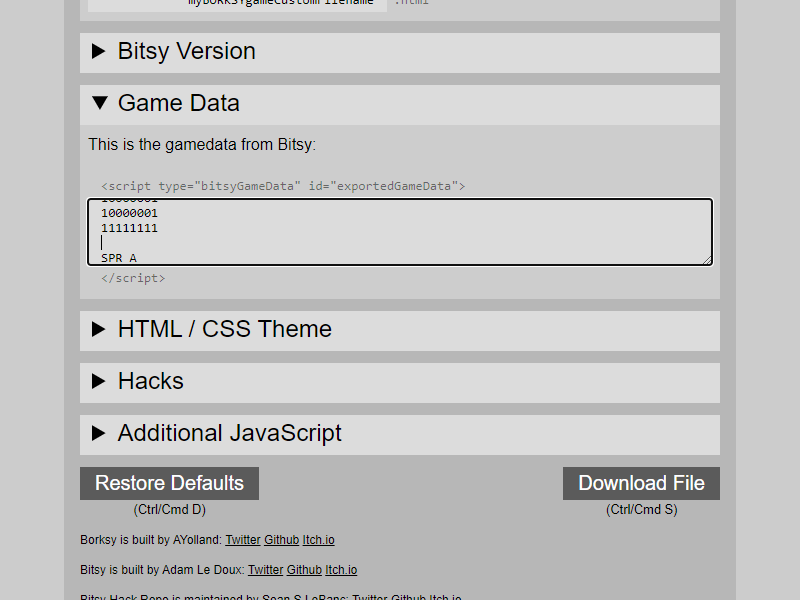 myBORKSYgameCustomFilename .html
Bitsy Version
Game Data
This is the gamedata from Bitsy:
<script type="bitsyGameData" id="exportedGameData">
10000001
10000001
11111111
SPR A
</script>
HTML / CSS Theme
Hacks
Additional JavaScript
Restore Defaults Download File
(Ctrl/Cmd D) (Ctrl/Cmd S)
Borksy is built by AYolland: Twitter Github Itch.io
Bitsy is built by Adam Le Doux: Twitter Github Itch.io
Bitsy Hack Repo is maintained by Sean S LeBlanc: Twitter Github Itch.io